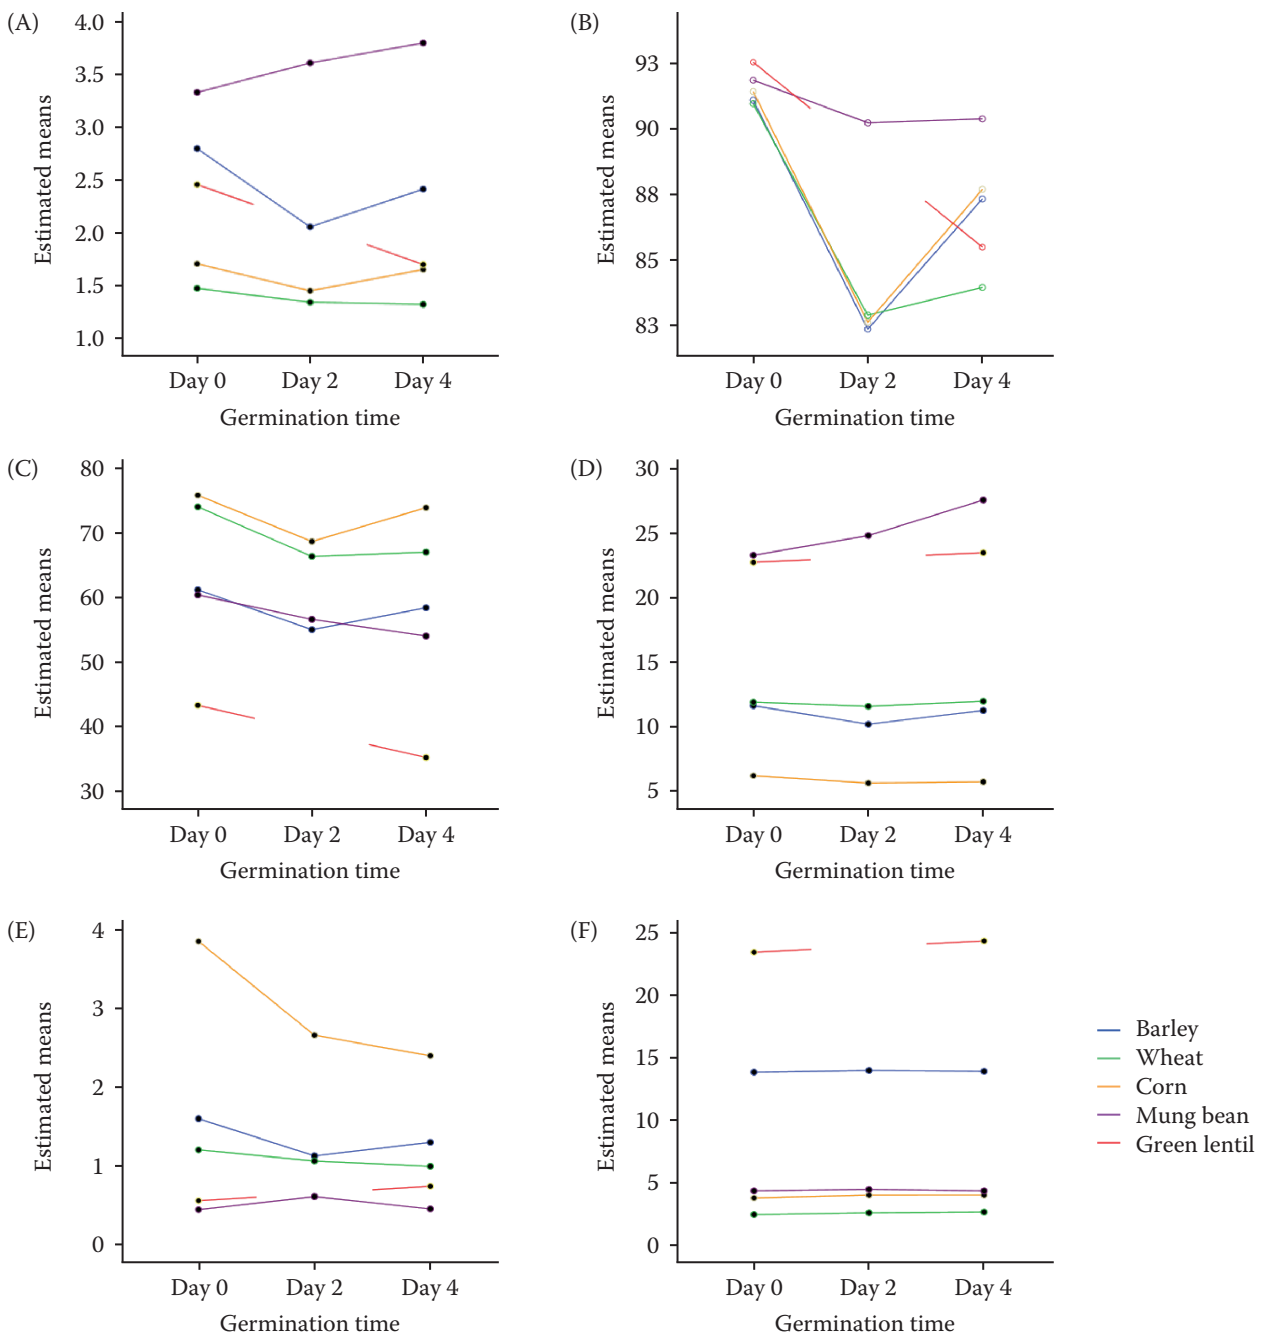 (A)
4.0
3.5
3.0
2.5
2.0
1.5
1.0
Estimated means
Day 0 Day 2 Day 4
Germination time
(B)
93
90
88
85
83
Estimated means
Day 0 Day 2 Day 4
Germination time
(C)
80
70
60
50
40
30
Estimated means
Day 0 Day 2 Day 4
Germination time
(D)
30
25
20
15
10
5
Estimated means
Day 0 Day 2 Day 4
Germination time
(E)
4
3
2
1
0
Estimated means
Day 0 Day 2 Day 4
Germination time
(F)
25
20
15
10
5
0
Estimated means
Day 0 Day 2 Day 4
Germination time
Barley
Wheat
Corn
Mung bean
Green lentil